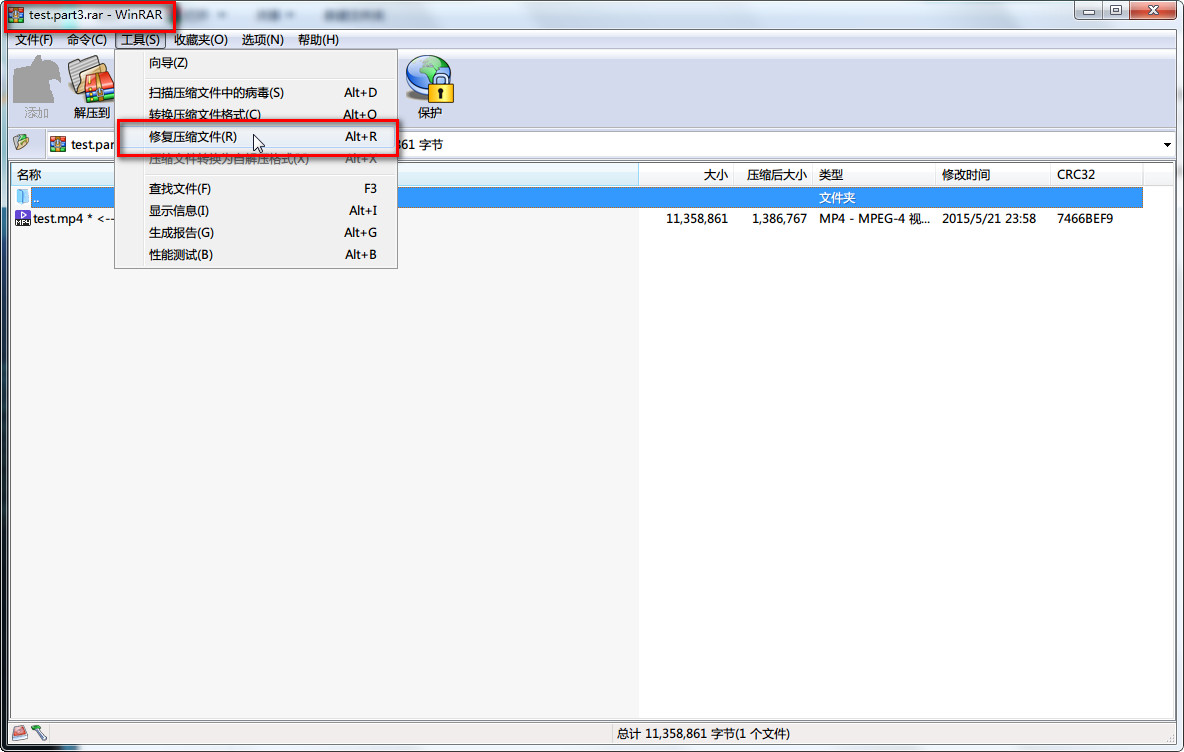 test.part3.rar - WinRAR
文件(F) 命令(C) 工具(S) 收藏夹(O) 选项(N) 帮助(H)
向导(Z)
扫描压缩文件中的病毒(S) Alt+D
转换压缩文件格式(C) Alt+Q
修复压缩文件(R) Alt+R
压缩文件转换为自解压格式(X) Alt+X
查找文件(F) F3
显示信息(I) Alt+I
生成报告(G) Alt+G
性能测试(B) Alt+B
添加 解压到 保护
test.par 861 字节
名称 大小 压缩后大小 类型 修改时间 CRC32
.. 文件夹
test.mp4 * <-- 11,358,861 1,386,767 MP4 - MPEG-4 视... 2015/5/21 23:58 7466BEF9
总计 11,358,861 字节(1 个文件)